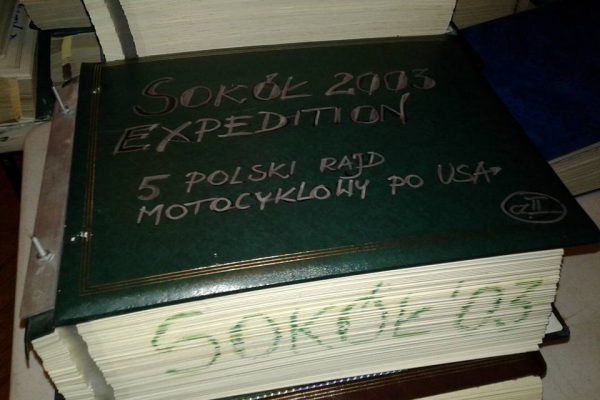 SOKÓŁ 2003
EXPEDITION
5 POLSKI RAJD
MOTOCYKLOWY PO USA
SOKÓŁ '03